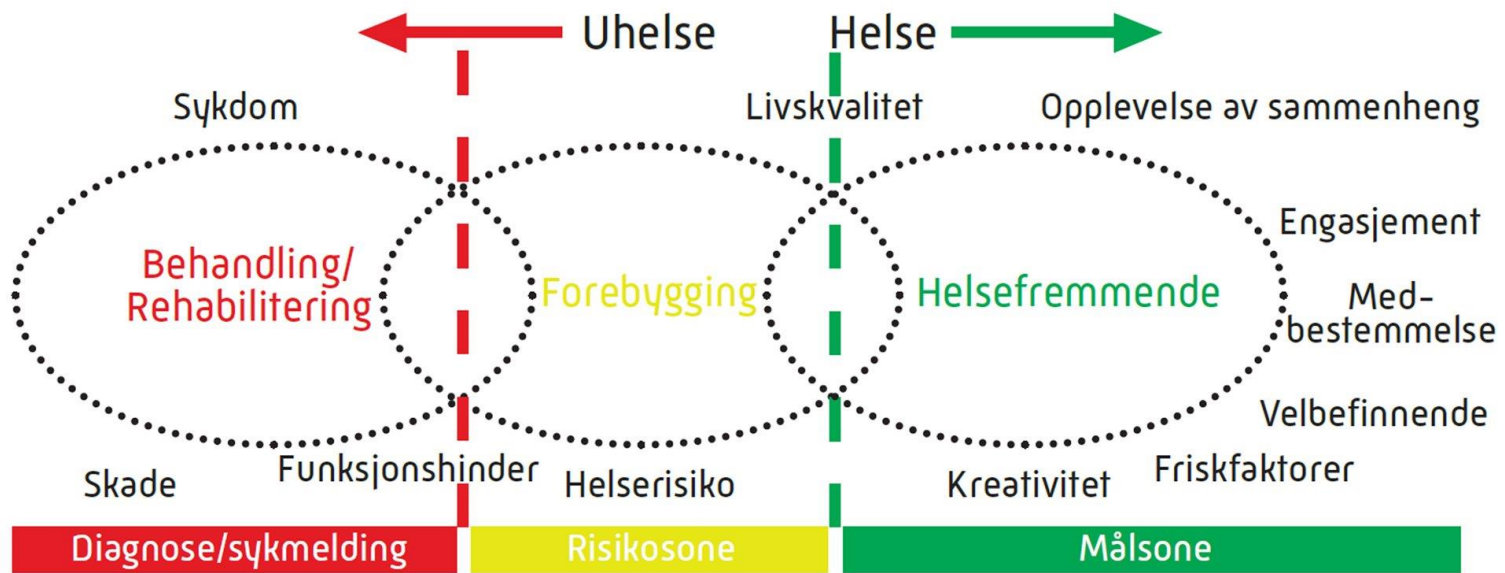 Uhelse
Helse
Sykdom
Livskvalitet
Opplevelse av sammenheng
Engasjement
Behandling/
Rehabilitering
Forebygging
Helsefremmende
Med-
bestemmelse
Velbefinnende
Skade
Funksjonshinder
Helserisiko
Kreativitet
Friskfaktorer
Diagnose/sykmelding
Risikosone
Målsone